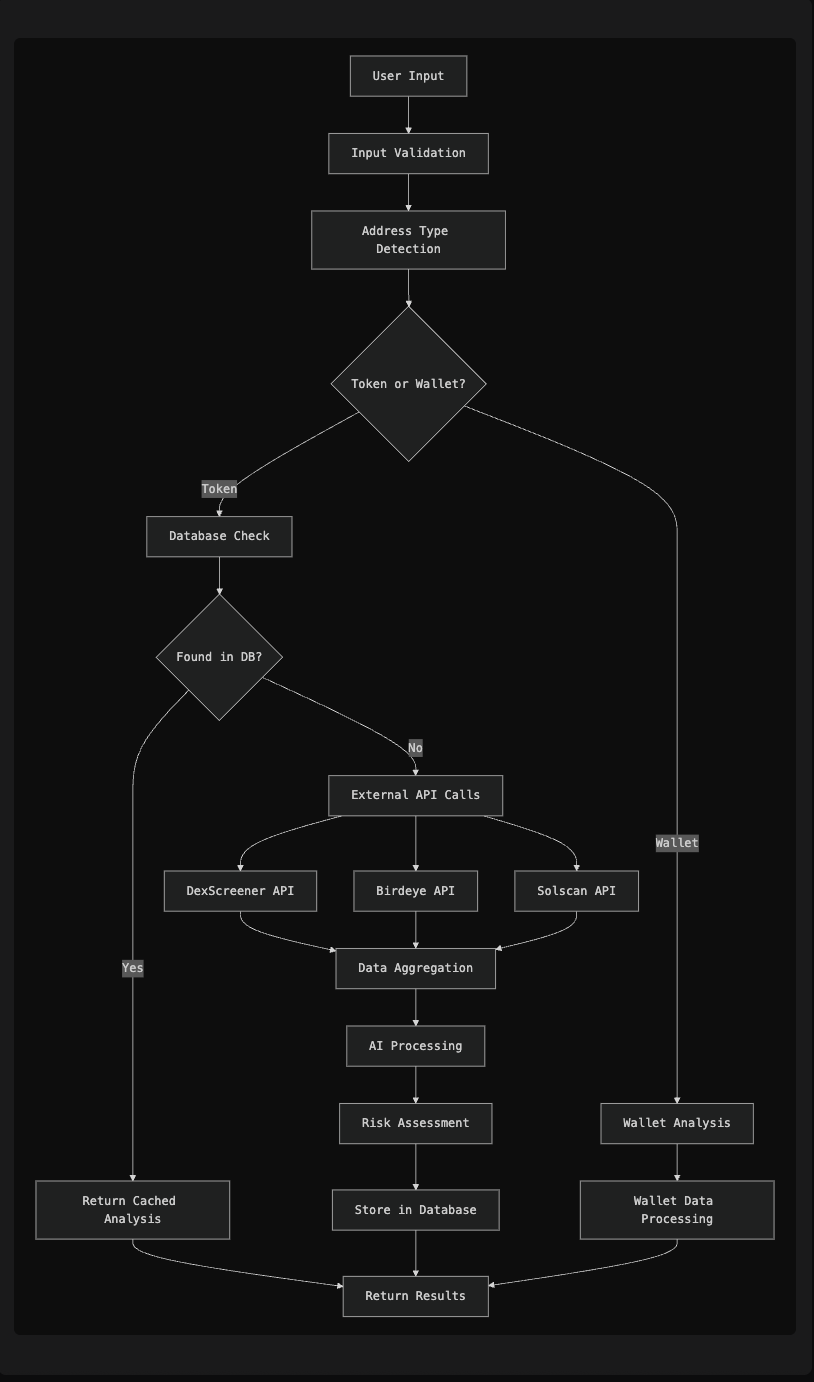 User Input
Input Validation
Address Type
Detection
Token or Wallet?
Token
Database Check
Found in DB?
No
External API Calls
Wallet
DexScreener API
Birdeye API
Solscan API
Yes
Data Aggregation
AI Processing
Risk Assessment
Wallet Analysis
Return Cached
Analysis
Store in Database
Wallet Data
Processing
Return Results